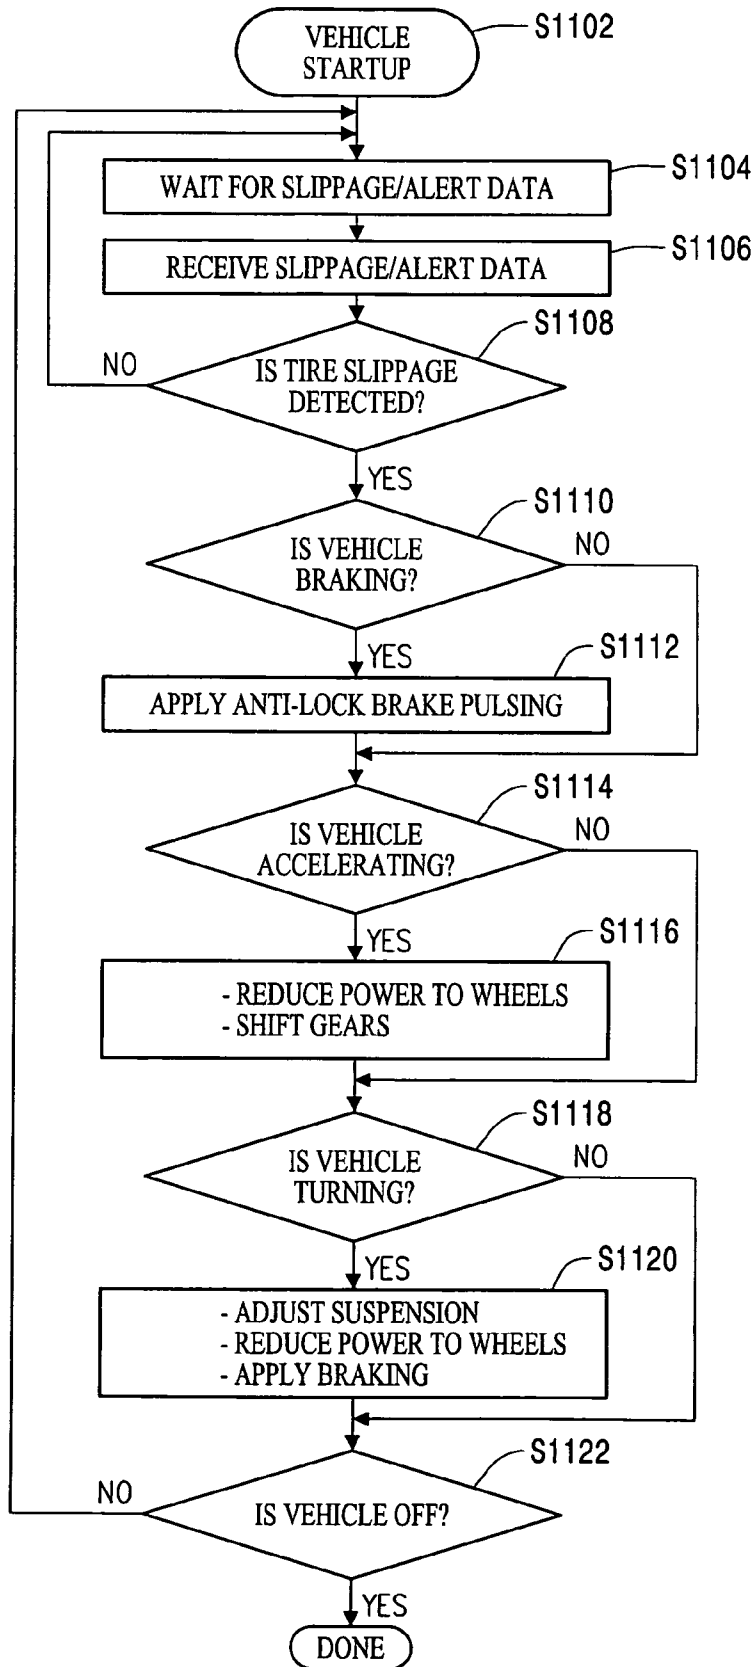 VEHICLE
STARTUP
S1102
WAIT FOR SLIPPAGE/ALERT DATA
S1104
RECEIVE SLIPPAGE/ALERT DATA
S1106
S1108
IS TIRE SLIPPAGE
DETECTED?
NO
YES
S1110
IS VEHICLE
BRAKING?
NO
YES
S1112
APPLY ANTI-LOCK BRAKE PULSING
S1114
IS VEHICLE
ACCELERATING?
NO
YES
S1116
- REDUCE POWER TO WHEELS
- SHIFT GEARS
S1118
IS VEHICLE
TURNING?
NO
YES
S1120
- ADJUST SUSPENSION
- REDUCE POWER TO WHEELS
- APPLY BRAKING
S1122
IS VEHICLE OFF?
NO
YES
DONE